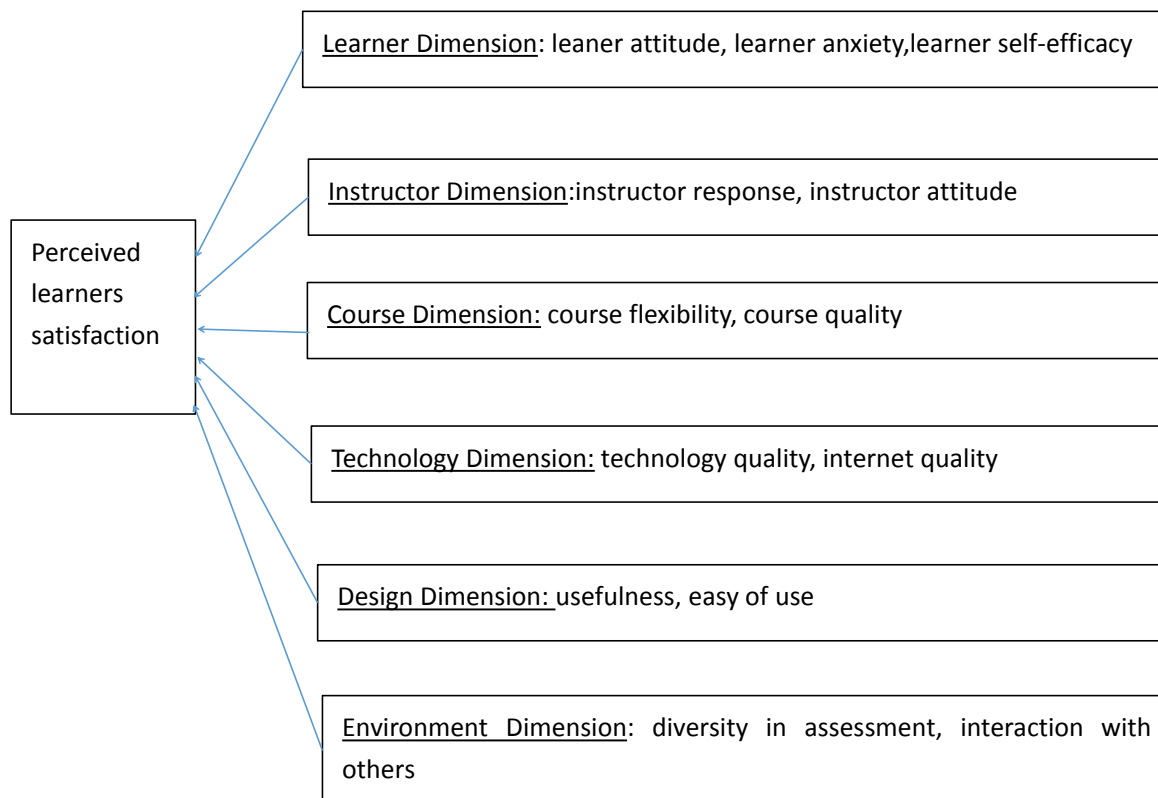 Learner Dimension: leaner attitude, learner anxiety,learner self-efficacy
Instructor Dimension:instructor response, instructor attitude
Perceived
learners
satisfaction
Course Dimension: course flexibility, course quality
Technology Dimension: technology quality, internet quality
Design Dimension: usefulness, easy of use
Environment Dimension: diversity in assessment, interaction with
others